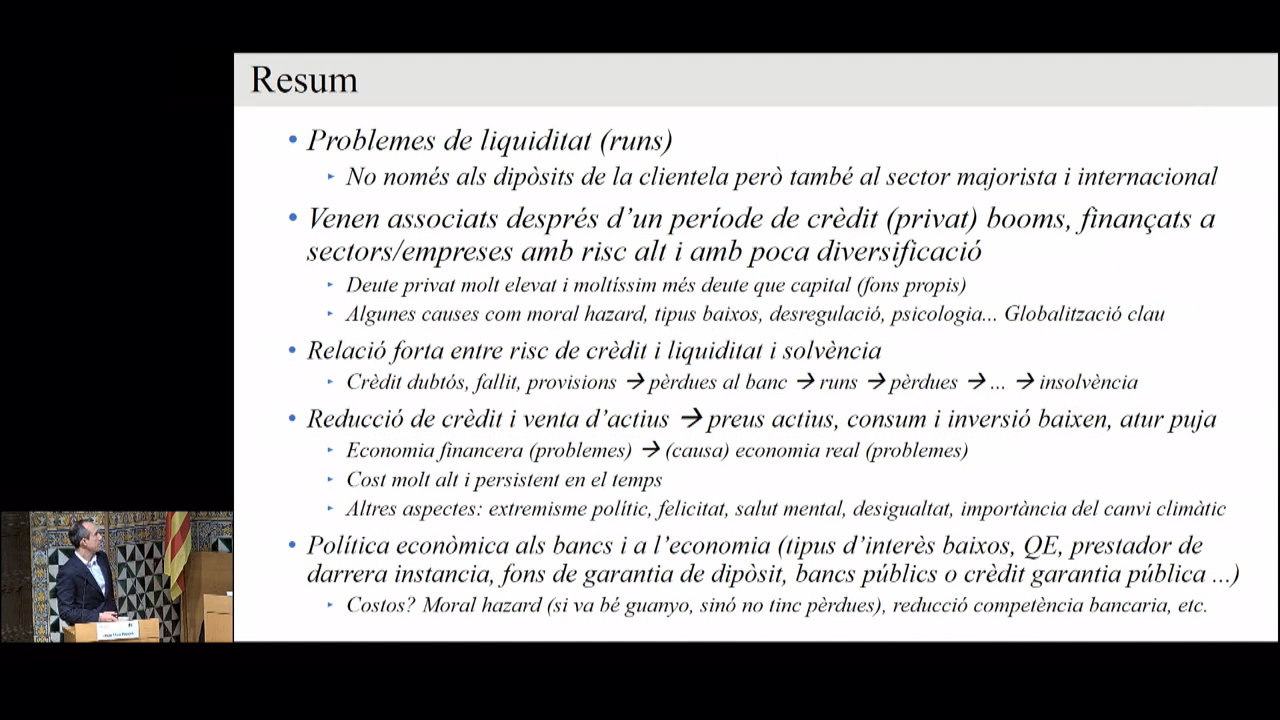 Resum
• Problemes de liquiditat (runs)
▸ No només als dipòsits de la clientela però també al sector majorista i internacional
• Venen associats després d’un període de crèdit (privat) booms, finançats a
sectors/empreses amb risc alt i amb poca diversificació
▸ Deute privat molt elevat i moltíssim més deute que capital (fons propis)
▸ Algunes causes com moral hazard, tipus baixos, desregulació, psicologia... Globalització clau
• Relació forta entre risc de crèdit i liquiditat i solvència
▸ Crèdit dubtós, fallit, provisions → pèrdues al banc → runs → pèrdues → ... → insolvència
• Reducció de crèdit i venta d’actius → preus actius, consum i inversió baixen, atur puja
▸ Economia financera (problemes) → (causa) economia real (problemes)
▸ Cost molt alt i persistent en el temps
▸ Altres aspectes: extremisme polític, felicitat, salut mental, desigualtat, importància del canvi climàtic
• Política econòmica als bancs i a l’economia (tipus d’interès baixos, QE, prestador de
darrera instancia, fons de garantia de dipòsit, bancs públics o crèdit garantia pública ...)
▸ Costos? Moral hazard (si va bé guanyo, sinó no tinc pèrdues), reducció competència bancaria, etc.